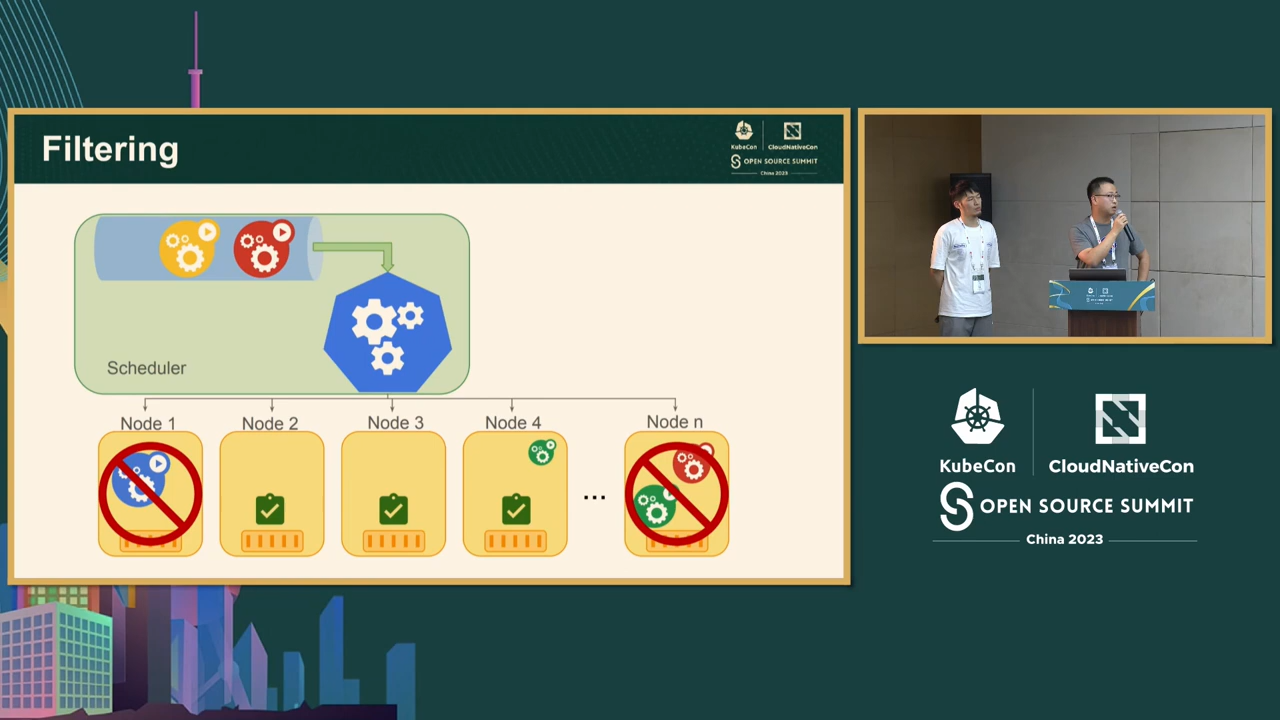 Filtering
KubeCon
CloudNativeCon
OPEN SOURCE SUMMIT
China 2023
Scheduler
Node 1
Node 2
Node 3
Node 4
Node n
...
KubeCon
CloudNativeCon
OPEN SOURCE SUMMIT
China 2023